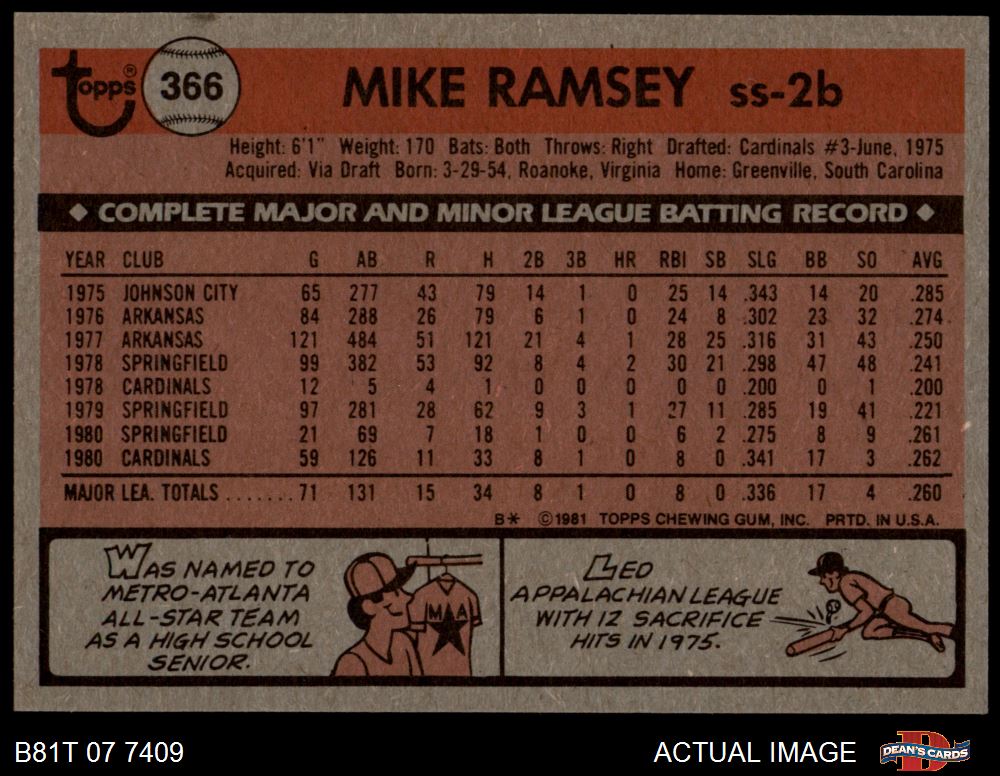 topps® 366 MIKE RAMSEY ss-2b
Height: 6'1" Weight: 170 Bats: Both Throws: Right Drafted: Cardinals #3-June, 1975
Acquired: Via Draft Born: 3-29-54, Roanoke, Virginia Home: Greenville, South Carolina
◆ COMPLETE MAJOR AND MINOR LEAGUE BATTING RECORD ◆
YEAR CLUB G AB R H 2B 3B HR RBI SB SLG BB SO AVG
1975 JOHNSON CITY 65 277 43 79 14 1 0 25 14 .343 14 20 .285
1976 ARKANSAS 84 288 26 79 6 1 0 24 8 .302 23 32 .274
1977 ARKANSAS 121 484 51 121 21 4 1 28 25 .316 31 43 .250
1978 SPRINGFIELD 99 382 53 92 8 4 2 30 21 .298 47 48 .241
1978 CARDINALS 12 5 4 1 0 0 0 0 0 .200 0 1 .200
1979 SPRINGFIELD 97 281 28 62 9 3 1 27 11 .285 19 41 .221
1980 SPRINGFIELD 21 69 7 18 1 0 0 6 2 .275 8 9 .261
1980 CARDINALS 59 126 11 33 8 1 0 8 0 .341 17 3 .262
MAJOR LEA. TOTALS .......71 131 15 34 8 1 0 8 0 .336 17 4 .260
B* ©1981 TOPPS CHEWING GUM, INC. PRTD. IN U.S.A.
WAS NAMED TO
METRO-ATLANTA
ALL-STAR TEAM
AS A HIGH SCHOOL
SENIOR.
M A
LED
APPALACHIAN LEAGUE
WITH 12 SACRIFICE
HITS IN 1975.
B81T 07 7409 ACTUAL IMAGE DEAN'S CARDS